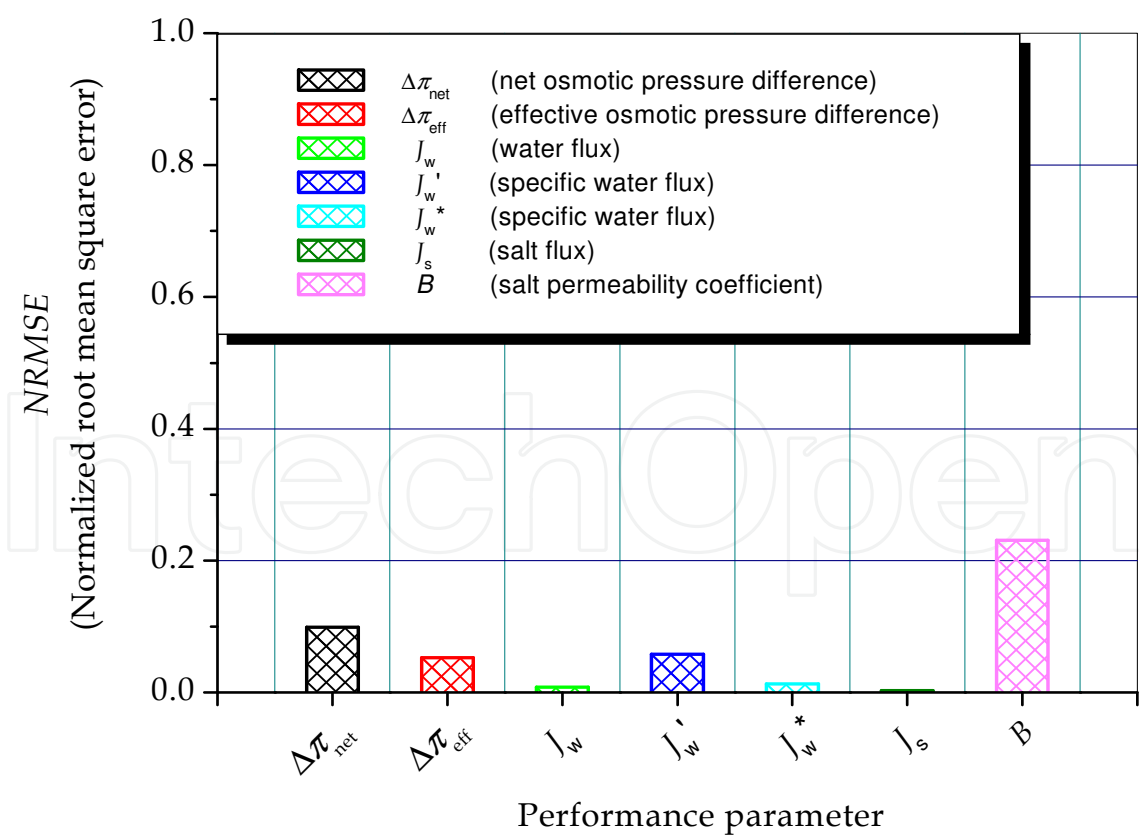 1.0
0.8
0.6
0.4
0.2
0.0
NRMSE
(Normalized root mean square error)
Δπnet (net osmotic pressure difference)
Δπeff (effective osmotic pressure difference)
Jw (water flux)
Jw' (specific water flux)
Jw* (specific water flux)
Js (salt flux)
B (salt permeability coefficient)
IntechOpen
Δπnet Δπeff Jw Jw' Jw* Js B
Performance parameter